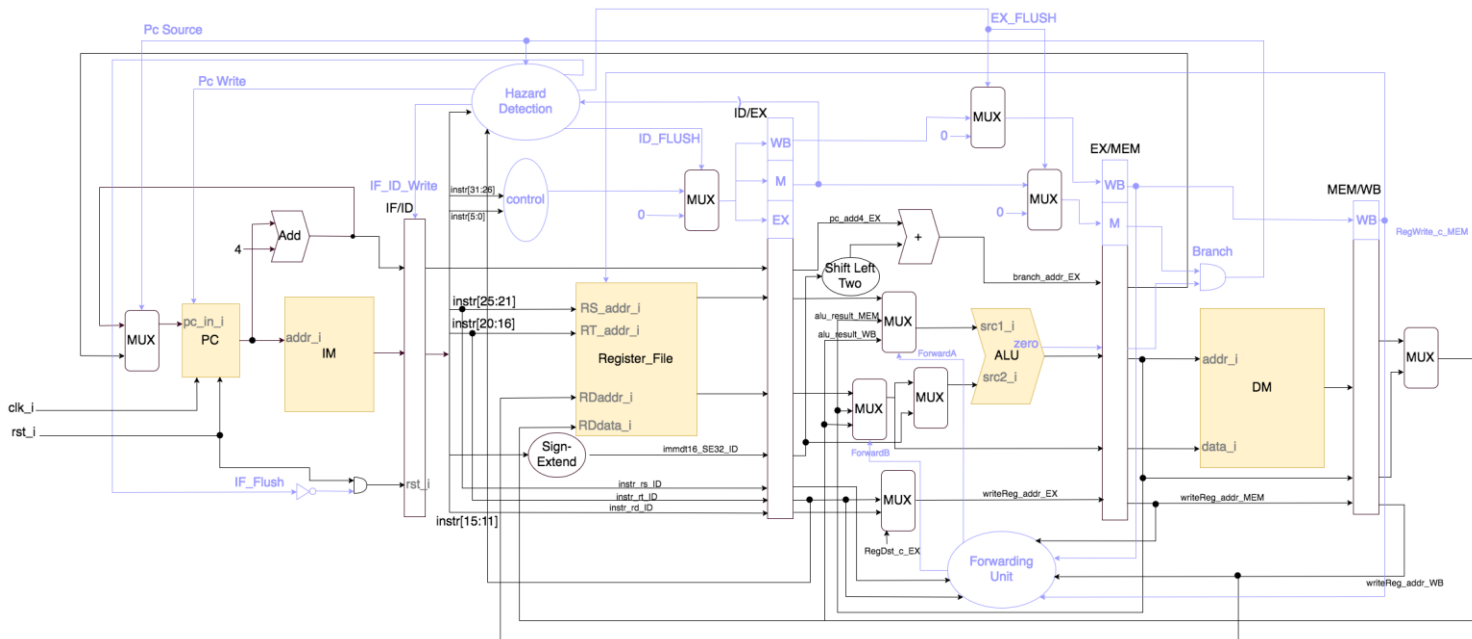 EX_FLUSH
Pc Source
Pc Write
Hazard
Detection
ID/EX
MUX
ID_FLUSH
0
WB
EX/MEM
IF_ID_Write
instr[31:26]
control
MUX
M
MUX
WB
MEM/WB
IF/ID
instr[5:0]
0
EX
0
M
WB
RegWrite_c_MEM
Add
4
pc_add4_EX
+
Branch
Shift Left
Two
branch_addr_EX
instr[25:21]
RS_addr_i
MUX
pc_in_i
PC
addr_i
IM
instr[20:16]
RT_addr_i
Register_File
alu_result_MEM
alu_result_WB
MUX
src1_i
zero
ALU
src2_i
addr_i
DM
MUX
ForwardA
RDaddr_i
RDdata_i
MUX
MUX
data_i
clk_i
rst_i
Sign-
Extend
immdt16_SE32_ID
ForwardB
IF_Flush
rst_i
instr_rs_ID
instr_rt_ID
instr_rd_ID
instr[15:11]
MUX
writeReg_addr_EX
writeReg_addr_MEM
RegDst_c_EX
Forwarding
Unit
writeReg_addr_WB